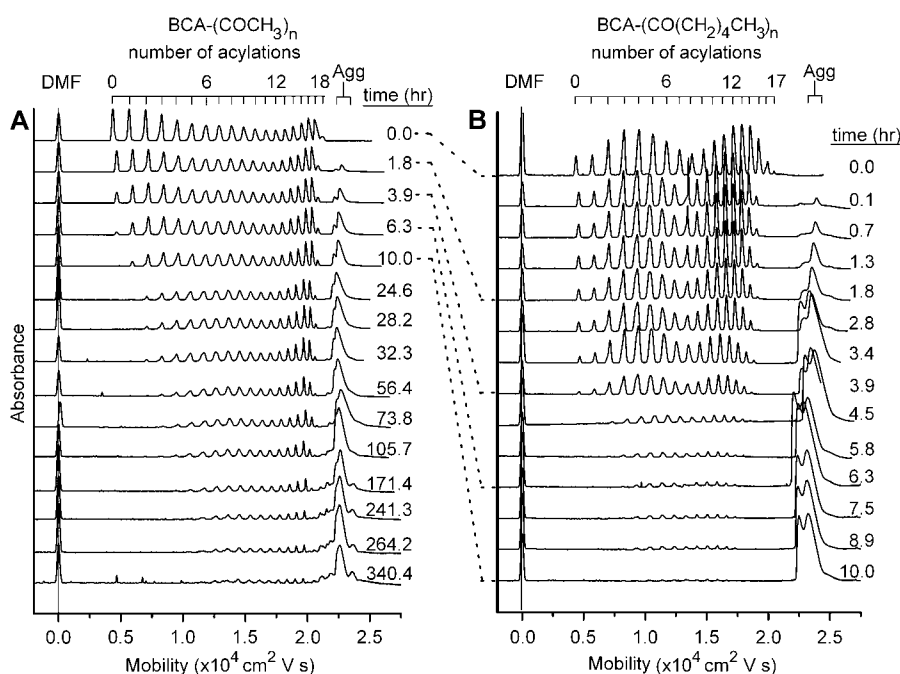 BCA-(COCH3)n
number of acylations
DMF 0 6 12 18 Agg
time (hr)
A
0.0
1.8
3.9
6.3
10.0
24.6
28.2
32.3
56.4
73.8
105.7
171.4
241.3
264.2
340.4
Absorbance
0.0 0.5 1.0 1.5 2.0 2.5
Mobility (x10^4 cm^2 V s)
BCA-(CO(CH2)4CH3)n
number of acylations
DMF 0 6 12 17 Agg
time (hr)
B
0.0
0.1
0.7
1.3
1.8
2.8
3.4
3.9
4.5
5.8
6.3
7.5
8.9
10.0
0.0 0.5 1.0 1.5 2.0 2.5
Mobility (x10^4 cm^2 V s)